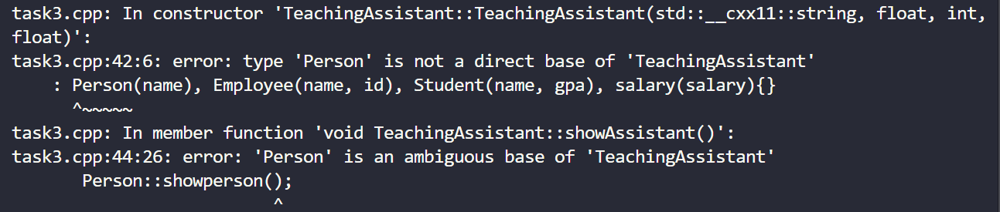 task3.cpp: In constructor 'TeachingAssistant::TeachingAssistant(std::__cxx11::string, float, int,
float)':
task3.cpp:42:6: error: type 'Person' is not a direct base of 'TeachingAssistant'
    : Person(name), Employee(name, id), Student(name, gpa), salary(salary){}
      ^~~~~~
task3.cpp: In member function 'void TeachingAssistant::showAssistant()':
task3.cpp:44:26: error: 'Person' is an ambiguous base of 'TeachingAssistant'
       Person::showperson();
                          ^